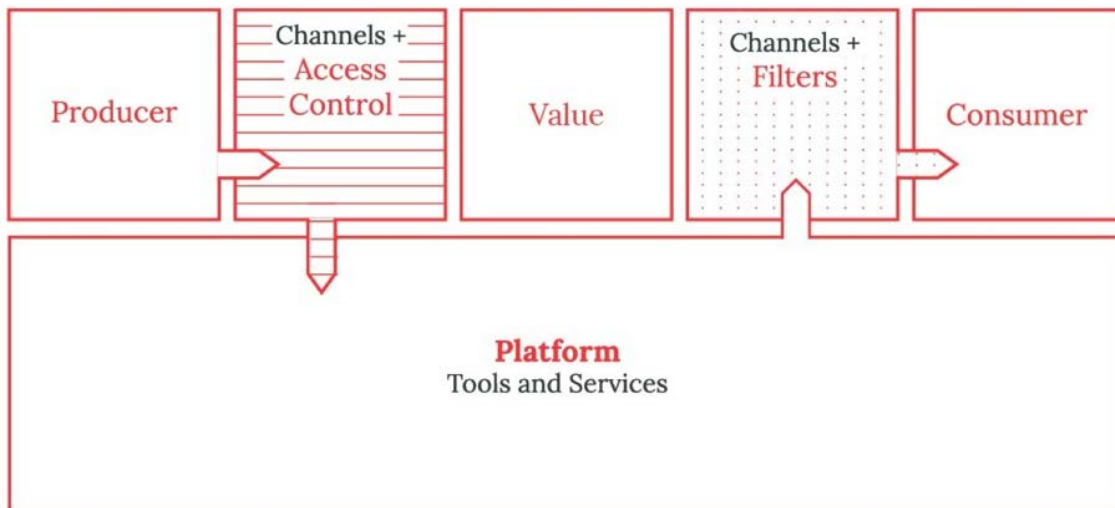 Producer
Channels +
Access
Control
Value
Channels +
Filters
Consumer
Platform
Tools and Services